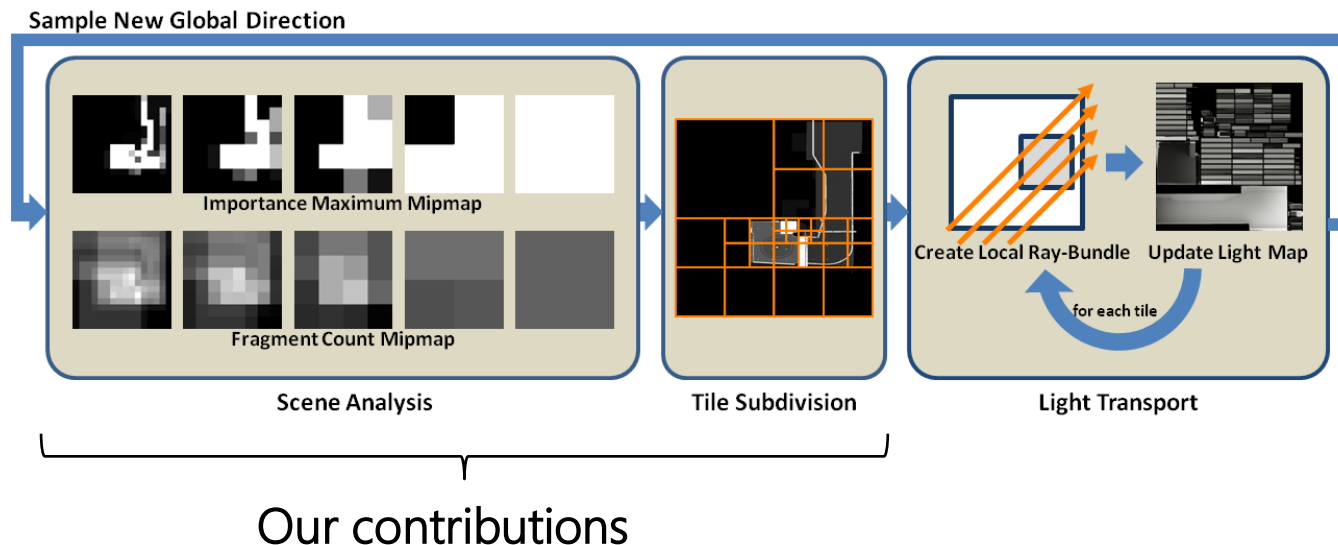 Sample New Global Direction
Importance Maximum Mipmap
Fragment Count Mipmap
Create Local Ray-Bundle
Update Light Map
for each tile
Scene Analysis
Tile Subdivision
Light Transport
Our contributions